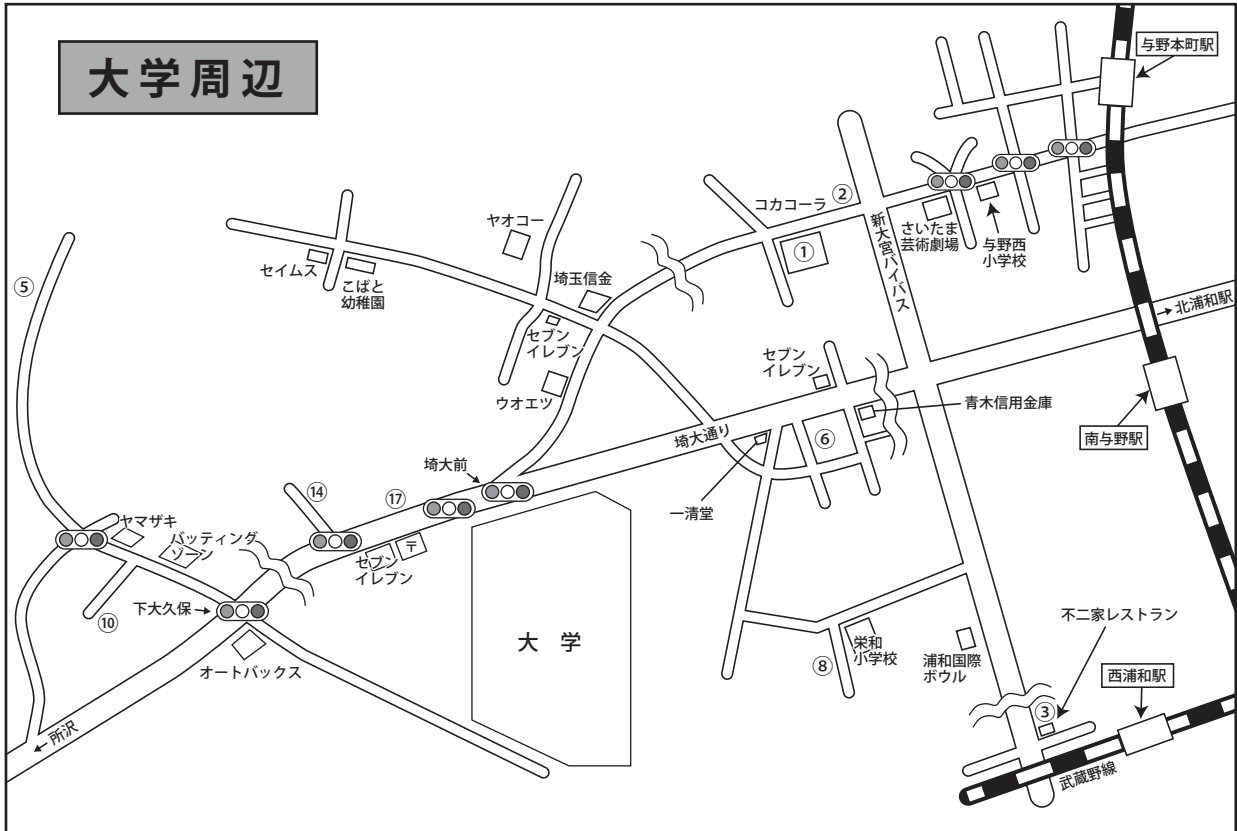 大学周辺
与野本町駅
②
コカコーラ
①
新大宮バイパス
さいたま
芸術劇場
与野西
小学校
ヤオコー
セイムス
こばと
幼稚園
埼玉信金
セブン
イレブン
ウオエツ
⑤
→北浦和駅
セブン
イレブン
青木信用金庫
南与野駅
埼大通り
⑥
一清堂
埼大前
⑭
⑰
〒
セブン
イレブン
ヤマザキ
バッティング
ゾーン
⑩
下大久保
オートバックス
←所沢
大学
栄和
小学校
⑧
浦和国際
ボウル
不二家レストラン
西浦和駅
③
武蔵野線